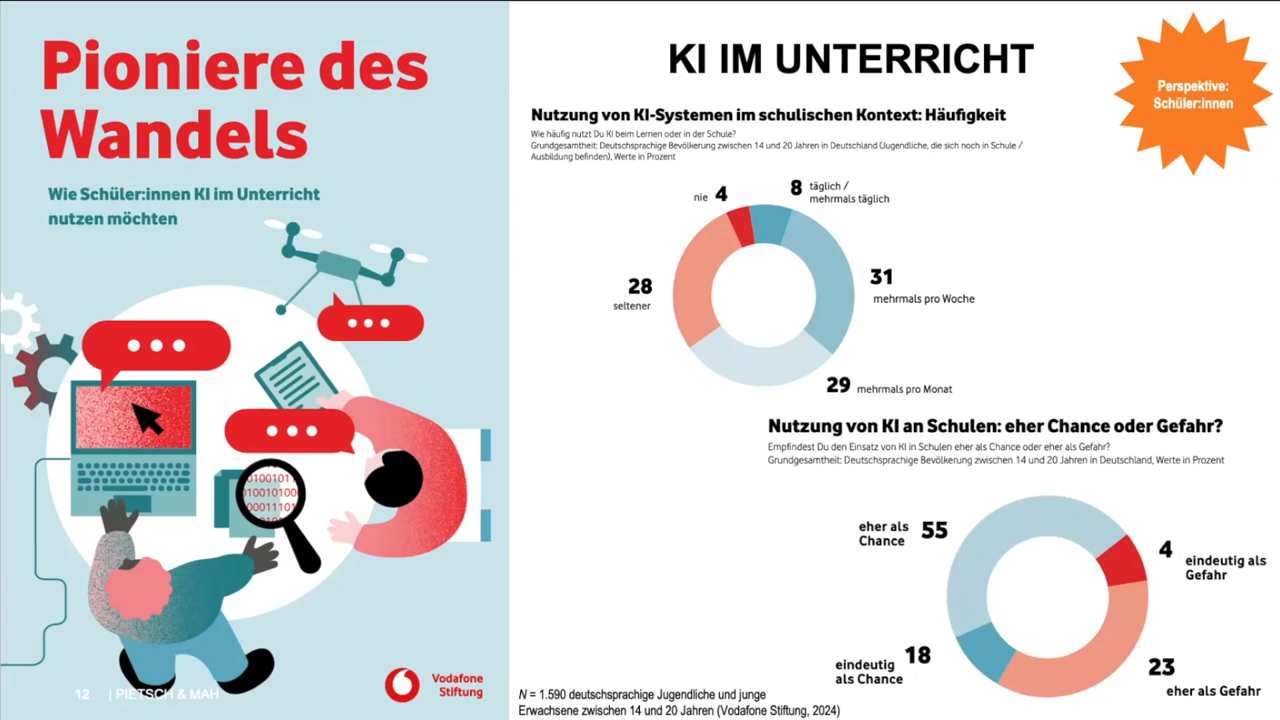 Pioniere des
Wandels
Wie Schüler:innen KI im Unterricht
nutzen möchten
01001011
010010100
00011101
Vodafone
Stiftung
12 | PIETSCH & MAH
KI IM UNTERRICHT
Perspektive:
Schüler:innen
Nutzung von KI-Systemen im schulischen Kontext: Häufigkeit
Wie häufig nutzt Du KI beim Lernen oder in der Schule?
Grundgesamtheit: Deutschsprachige Bevölkerung zwischen 14 und 20 Jahren in Deutschland (Jugendliche, die sich noch in Schule /
Ausbildung befinden), Werte in Prozent
nie 4
8 täglich /
mehrmals täglich
31
mehrmals pro Woche
28
seltener
29 mehrmals pro Monat
Nutzung von KI an Schulen: eher Chance oder Gefahr?
Empfindest Du den Einsatz von KI in Schulen eher als Chance oder eher als Gefahr?
Grundgesamtheit: Deutschsprachige Bevölkerung zwischen 14 und 20 Jahren in Deutschland, Werte in Prozent
eher als
Chance 55
4 eindeutig als
Gefahr
eindeutig
als Chance 18
23
eher als Gefahr
N = 1.590 deutschsprachige Jugendliche und junge
Erwachsene zwischen 14 und 20 Jahren (Vodafone Stiftung, 2024)